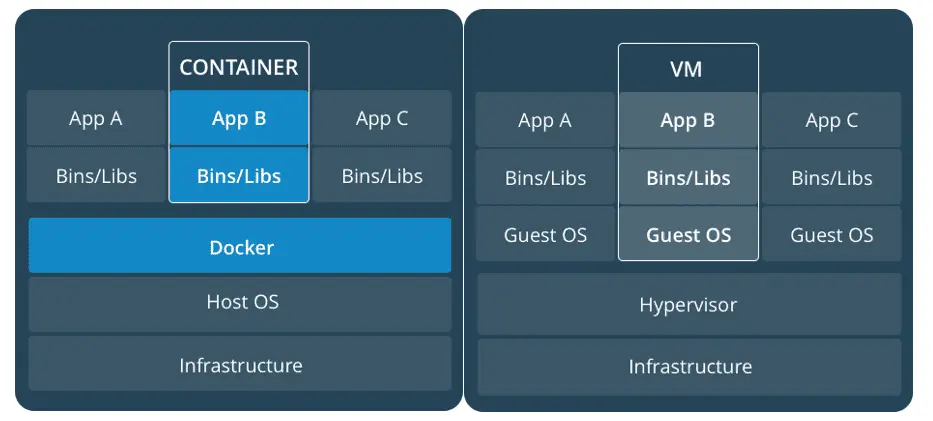 CONTAINER
App A
App B
App C
Bins/Libs
Bins/Libs
Bins/Libs
Docker
Host OS
Infrastructure
VM
App A
App B
App C
Bins/Libs
Bins/Libs
Bins/Libs
Guest OS
Guest OS
Guest OS
Hypervisor
Infrastructure